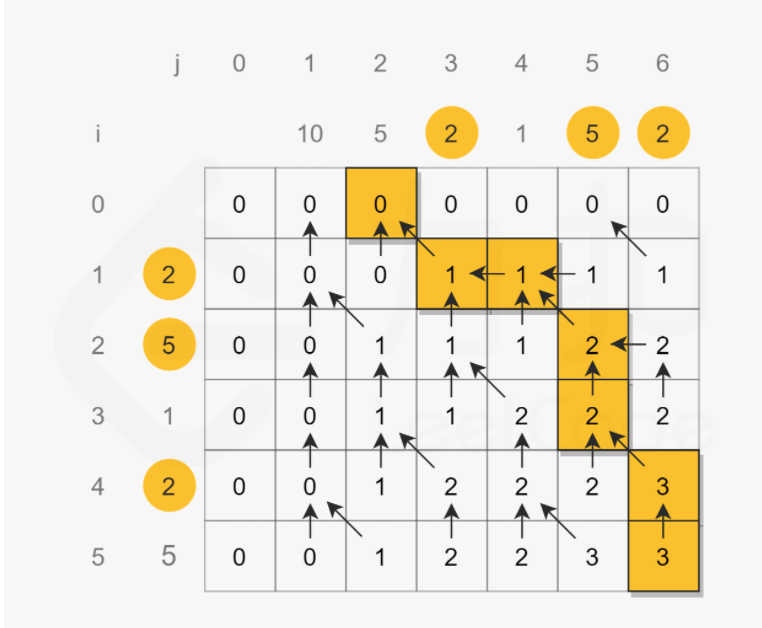 j 0 1 2 3 4 5 6
i 10 5 2 1 5 2
0 0 0 0 0 0 0 0
1 2 0 0 0 1 1 1 1
2 5 0 0 1 1 1 2 2
3 1 0 0 1 1 2 2 2
4 2 0 0 1 2 2 2 3
5 5 0 0 1 2 2 3 3